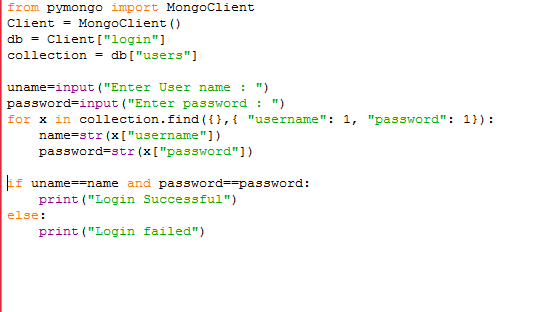 from pymongo import MongoClient
Client = MongoClient()
db = Client["login"]
collection = db["users"]

uname=input("Enter User name : ")
password=input("Enter password : ")
for x in collection.find({},{ "username": 1, "password": 1}):
    name=str(x["username"])
    password=str(x["password"])

if uname==name and password==password:
    print("Login Successful")
else:
    print("Login failed")